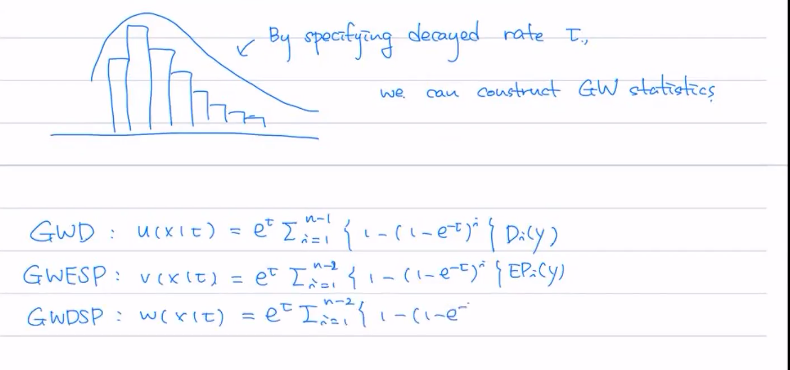 By specifying decayed rate τ,
we can construct GW statistics
GWD : u(x|τ) = e^τ Σ_{i=1}^{n-1} { 1-(1-e^{-τ})^i { D_i(y)
GWESP : v(x|τ) = e^τ Σ_{i=1}^{n-2} { 1-(1-e^{-τ})^i { EP_i(y)
GWDSP : w(x|τ) = e^τ Σ_{i=1}^{n-2} { 1-(1-e^-